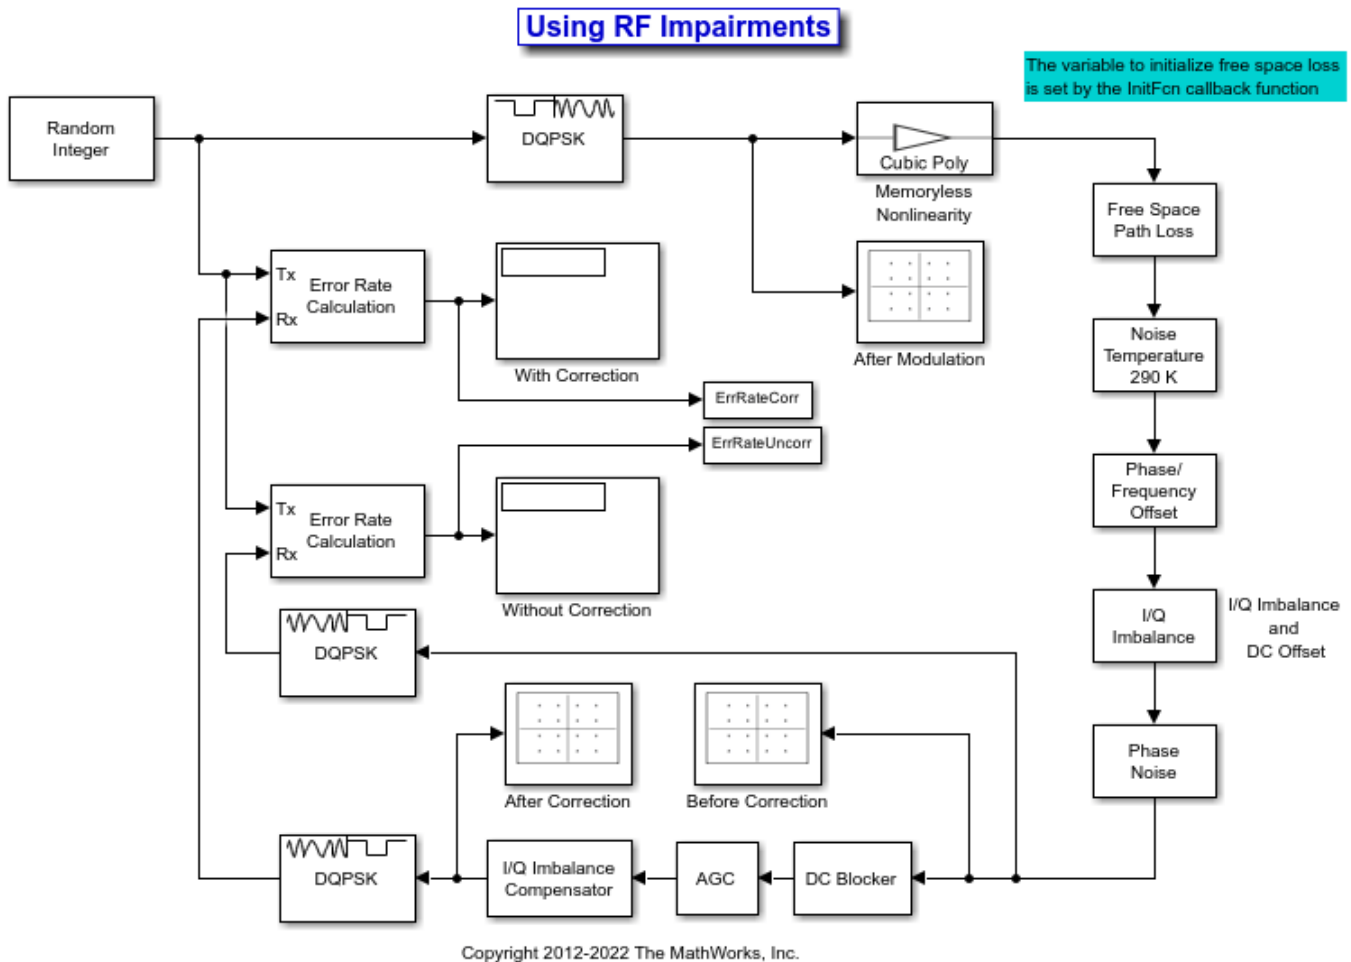 Using RF Impairments
The variable to initialize free space loss
is set by the InitFcn callback function
Random
Integer
DQPSK
Cubic Poly
Memoryless
Nonlinearity
Free Space
Path Loss
Tx
Rx
Error Rate
Calculation
With Correction
After Modulation
Noise
Temperature
290 K
ErrRateCorr
ErrRateUncorr
Phase/
Frequency
Offset
Tx
Rx
Error Rate
Calculation
Without Correction
I/Q
Imbalance
I/Q Imbalance
and
DC Offset
DQPSK
After Correction
Before Correction
Phase
Noise
DQPSK
I/Q Imbalance
Compensator
AGC
DC Blocker
Copyright 2012-2022 The MathWorks, Inc.